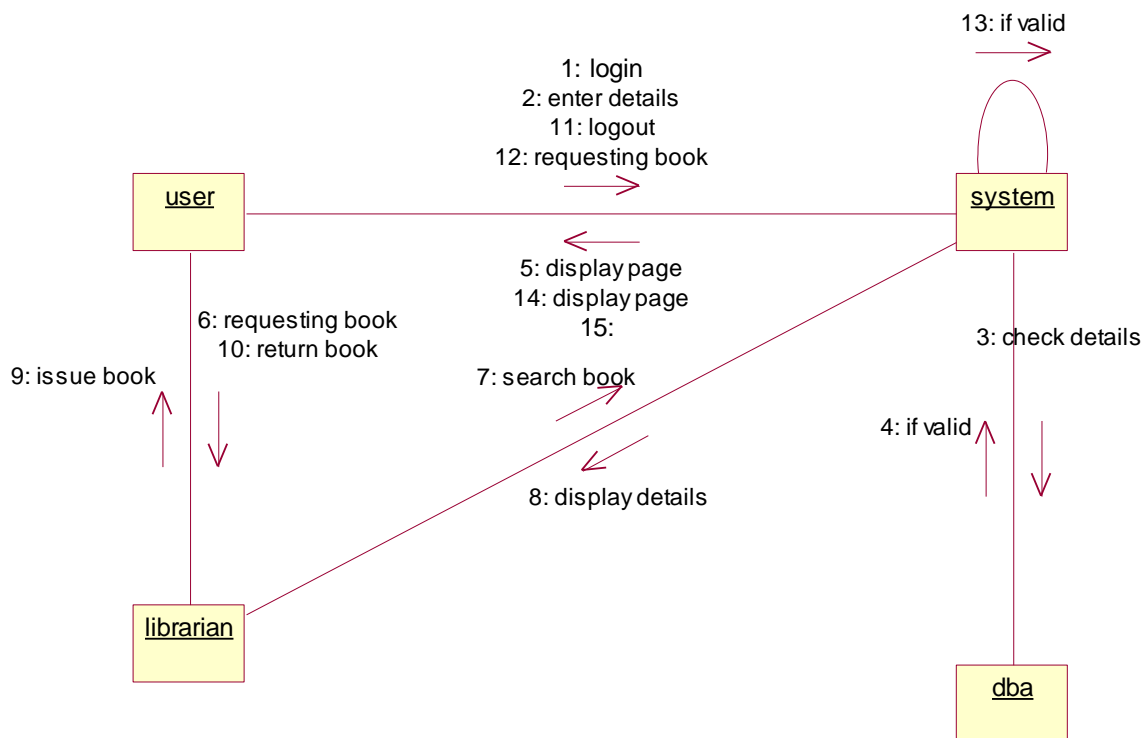 13: if valid
1: login
2: enter details
11: logout
12: requesting book
user
system
5: display page
14: display page
15:
6: requesting book
10: return book
3: check details
9: issue book
7: search book
4: if valid
8: display details
librarian
dba